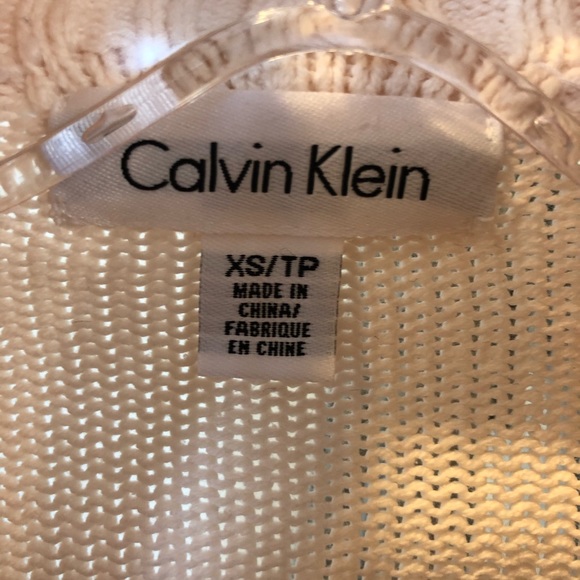 Calvin Klein
XS/TP
MADE IN
CHINA/
FABRIQUE
EN CHINE